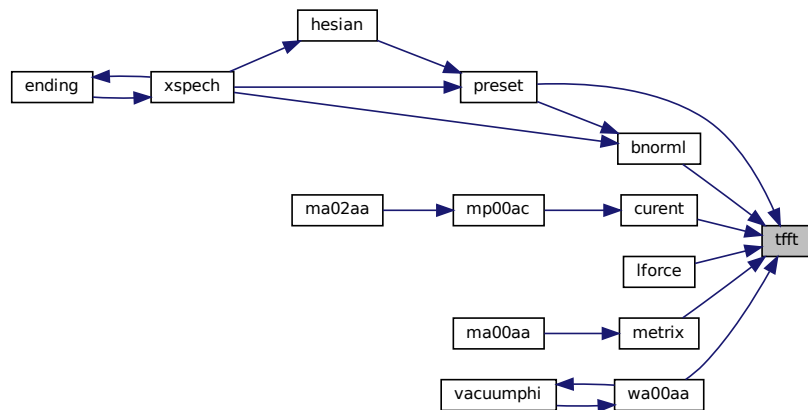 hesian
ending
xspech
preset
bnorml
ma02aa
mp00ac
curent
tfft
lforce
ma00aa
metrix
vacuumphi
wa00aa